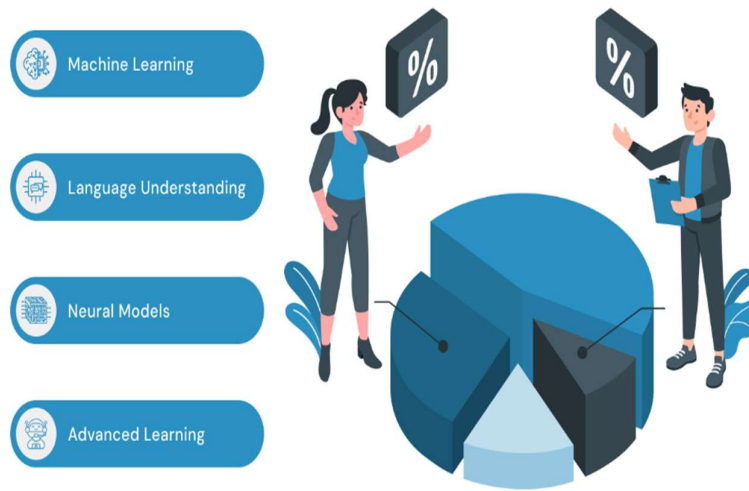 Machine Learning
Language Understanding
Neural Models
Advanced Learning
%
%